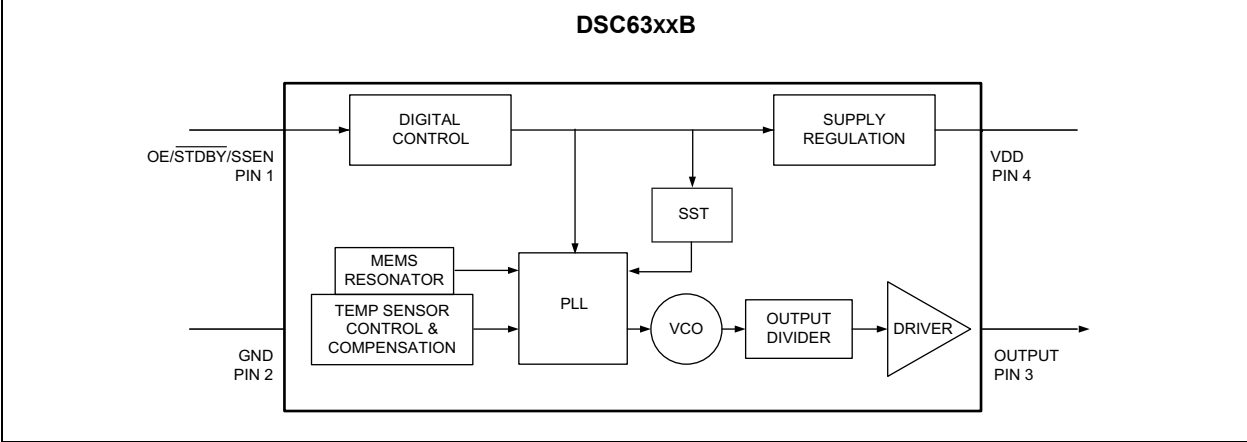 DSC63xxB
DIGITAL
CONTROL
SUPPLY
REGULATION
OE/STDBY/SSEN
PIN 1
VDD
PIN 4
SST
MEMS
RESONATOR
TEMP SENSOR
CONTROL &
COMPENSATION
PLL
VCO
OUTPUT
DIVIDER
DRIVER
GND
PIN 2
OUTPUT
PIN 3